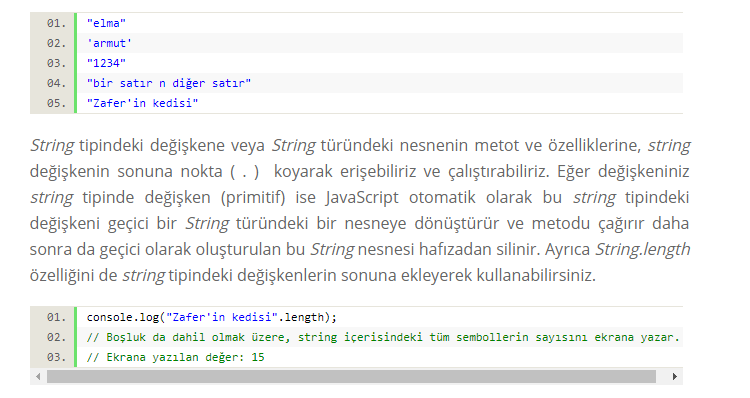 01. "elma"
02. 'armut'
03. "1234"
04. "bir satır n diğer satır"
05. "Zafer'in kedisi"
String tipindeki değişkene veya String türündeki nesnenin metot ve özelliklerine, string
değişkenin sonuna nokta ( . ) koyarak erişebiliriz ve çalıştırabiliriz. Eğer değişkeniniz
string tipinde değişken (primitif) ise JavaScript otomatik olarak bu string tipindeki
değişkeni geçici bir String türündeki bir nesneye dönüştürür ve metodu çağırır daha
sonra da geçici olarak oluşturulan bu String nesnesi hafızadan silinir. Ayrıca String.length
özelliğini de string tipindeki değişkenlerin sonuna ekleyerek kullanabilirsiniz.
01. console.log("Zafer'in kedisi".length);
02. // Boşluk da dahil olmak üzere, string içerisindeki tüm sembollerin sayısını ekrana yazar.
03. // Ekrana yazılan değer: 15